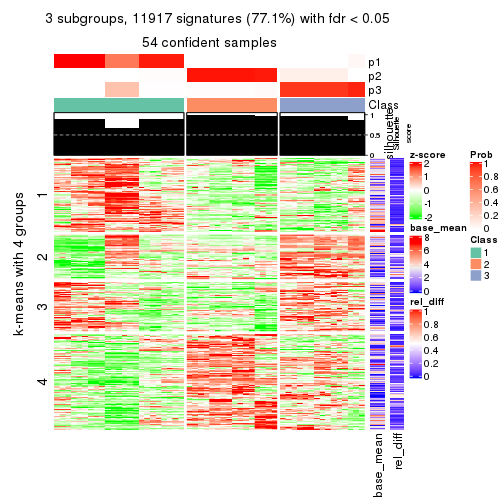 3 subgroups, 11917 signatures (77.1%) with fdr < 0.05
54 confident samples
p1
p2
p3
Class
1
0.5
0
silhouette
Silhouette
score
k-means with 4 groups
1
2
3
4
base_mean
rel_diff
z-score
2
1
0
-1
-2
base_mean
8
6
4
2
0
rel_diff
1
0.8
0.6
0.4
0.2
0
Prob
1
0.8
0.6
0.4
0.2
0
Class
1
2
3